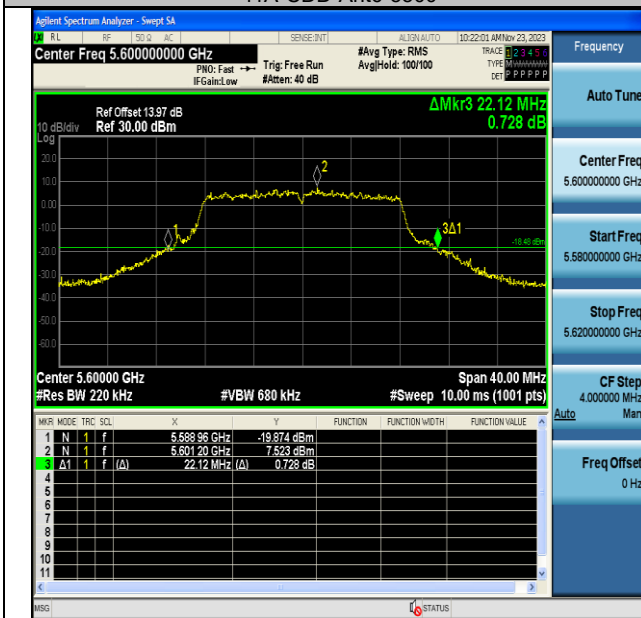 Agilent Spectrum Analyzer - Swept SA
RL RF 50 Ω AC SENSE:INT ALIGN AUTO 10:22:01 AM Nov 23, 2023
Center Freq 5.600000000 GHz #Avg Type: RMS TRACE 1 2 3 4 5 6
PNO: Fast Trig: Free Run Avg|Hold: 100/100 TYPE M
IFGain:Low #Atten: 40 dB DET P P P P P P
Ref Offset 13.97 dB ΔMkr3 22.12 MHz
10 dB/div Ref 30.00 dBm 0.728 dB
Log
20.0
2
10.0
0.00
1
3Δ1
-10.0
-18.48 dBm
-20.0
-30.0
-40.0
-50.0
-60.0
Center 5.60000 GHz Span 40.00 MHz
#Res BW 220 kHz #VBW 680 kHz #Sweep 10.00 ms (1001 pts)
MKR MODE TRC SCL X Y FUNCTION FUNCTION WIDTH FUNCTION VALUE
1 N 1 f 5.588 96 GHz -19.874 dBm
2 N 1 f 5.601 20 GHz 7.523 dBm
3 Δ1 1 f (Δ) 22.12 MHz (Δ) 0.728 dB
4
5
6
7
8
9
10
11
MSG STATUS
Frequency
Auto Tune
Center Freq
5.600000000 GHz
Start Freq
5.580000000 GHz
Stop Freq
5.620000000 GHz
CF Step
4.000000 MHz
Auto Man
Freq Offset
0 Hz